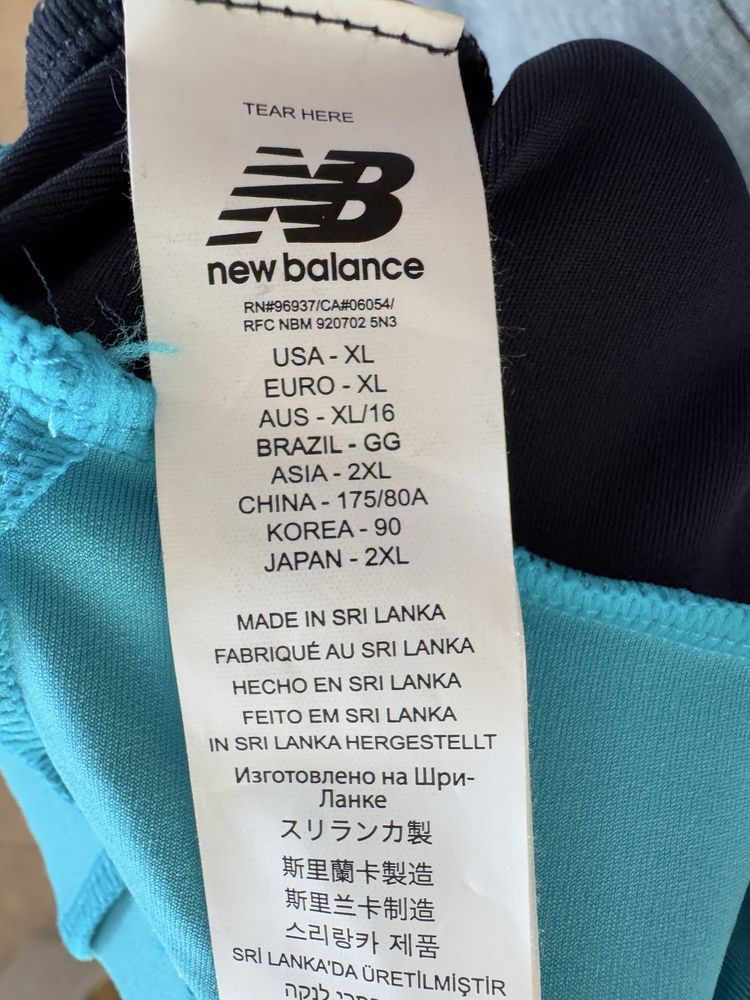 TEAR HERE
NB
new balance
RN#96937/CA#06054/
RFC NBM 920702 5N3
USA - XL
EURO - XL
AUS - XL/16
BRAZIL - GG
ASIA - 2XL
CHINA - 175/80A
KOREA - 90
JAPAN - 2XL
MADE IN SRI LANKA
FABRIQUÉ AU SRI LANKA
HECHO EN SRI LANKA
FEITO EM SRI LANKA
IN SRI LANKA HERGESTELLT
Изготовлено на Шри-
Ланке
スリランカ製
斯里蘭卡製造
斯里兰卡制造
스리랑카 제품
SRİ LANKA'DA ÜRETİLMİŞTİR
לנקה